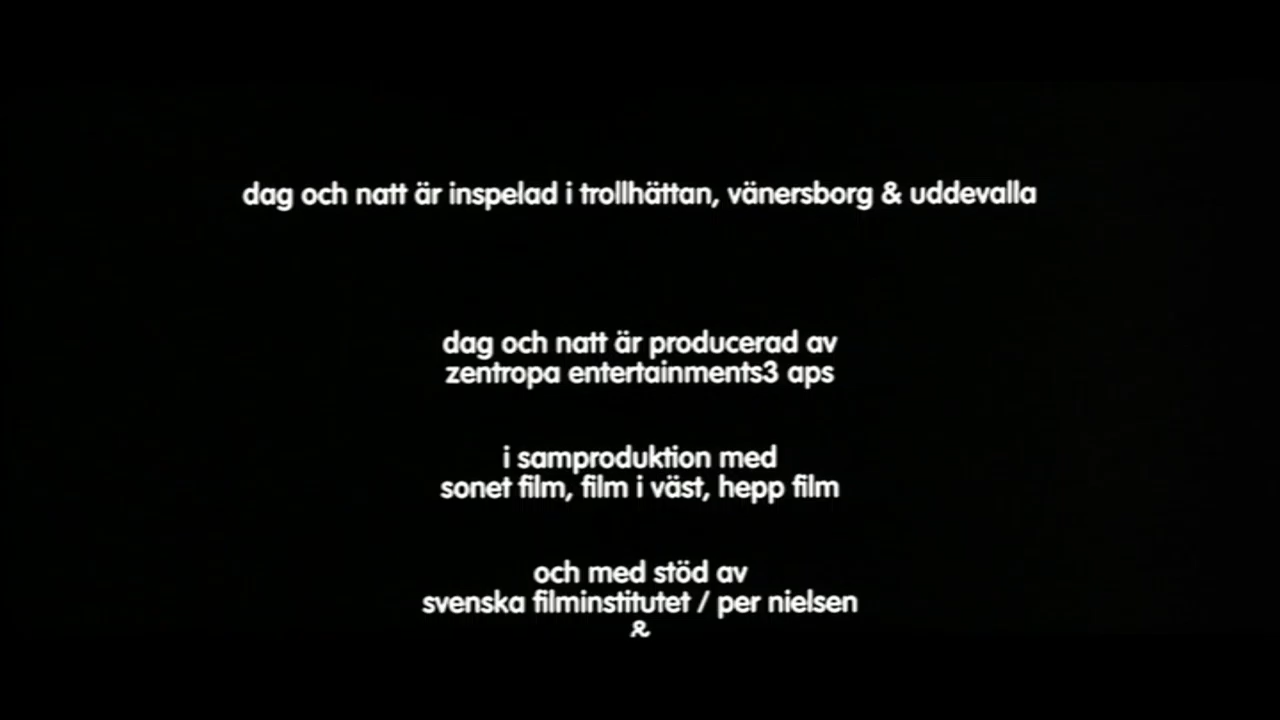 dag och natt är inspelad i trollhättan, vänersborg & uddevalla
dag och natt är producerad av
zentropa entertainments3 aps
i samproduktion med
sonet film, film i väst, hepp film
och med stöd av
svenska filminstitutet / per nielsen
&